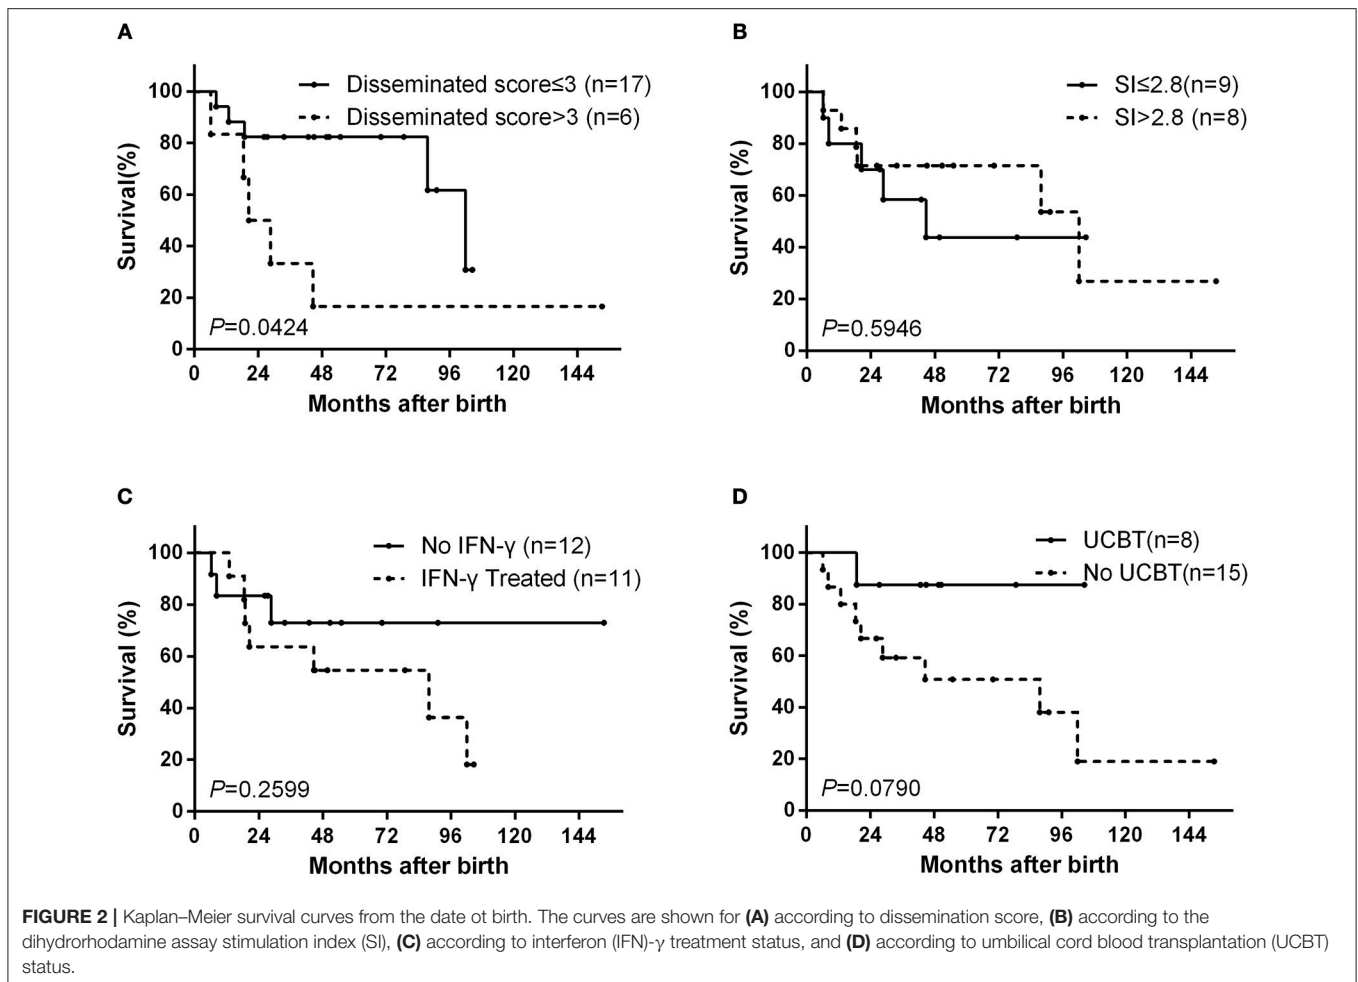 A
Disseminated score≤3 (n=17)
Disseminated score>3 (n=6)
Survival(%)
100
80
60
40
20
0
P=0.0424
0 24 48 72 96 120 144
Months after birth
B
SI≤2.8(n=9)
SI>2.8 (n=8)
Survival (%)
100
80
60
40
20
0
P=0.5946
0 24 48 72 96 120 144
Months after birth
C
No IFN-γ (n=12)
IFN-γ Treated (n=11)
Survival (%)
100
80
60
40
20
0
P=0.2599
0 24 48 72 96 120 144
Months after birth
D
UCBT(n=8)
No UCBT(n=15)
Survival (%)
100
80
60
40
20
0
P=0.0790
0 24 48 72 96 120 144
Months after birth
FIGURE 2 | Kaplan–Meier survival curves from the date ot birth. The curves are shown for (A) according to dissemination score, (B) according to the
dihydrorhodamine assay stimulation index (SI), (C) according to interferon (IFN)-γ treatment status, and (D) according to umbilical cord blood transplantation (UCBT)
status.